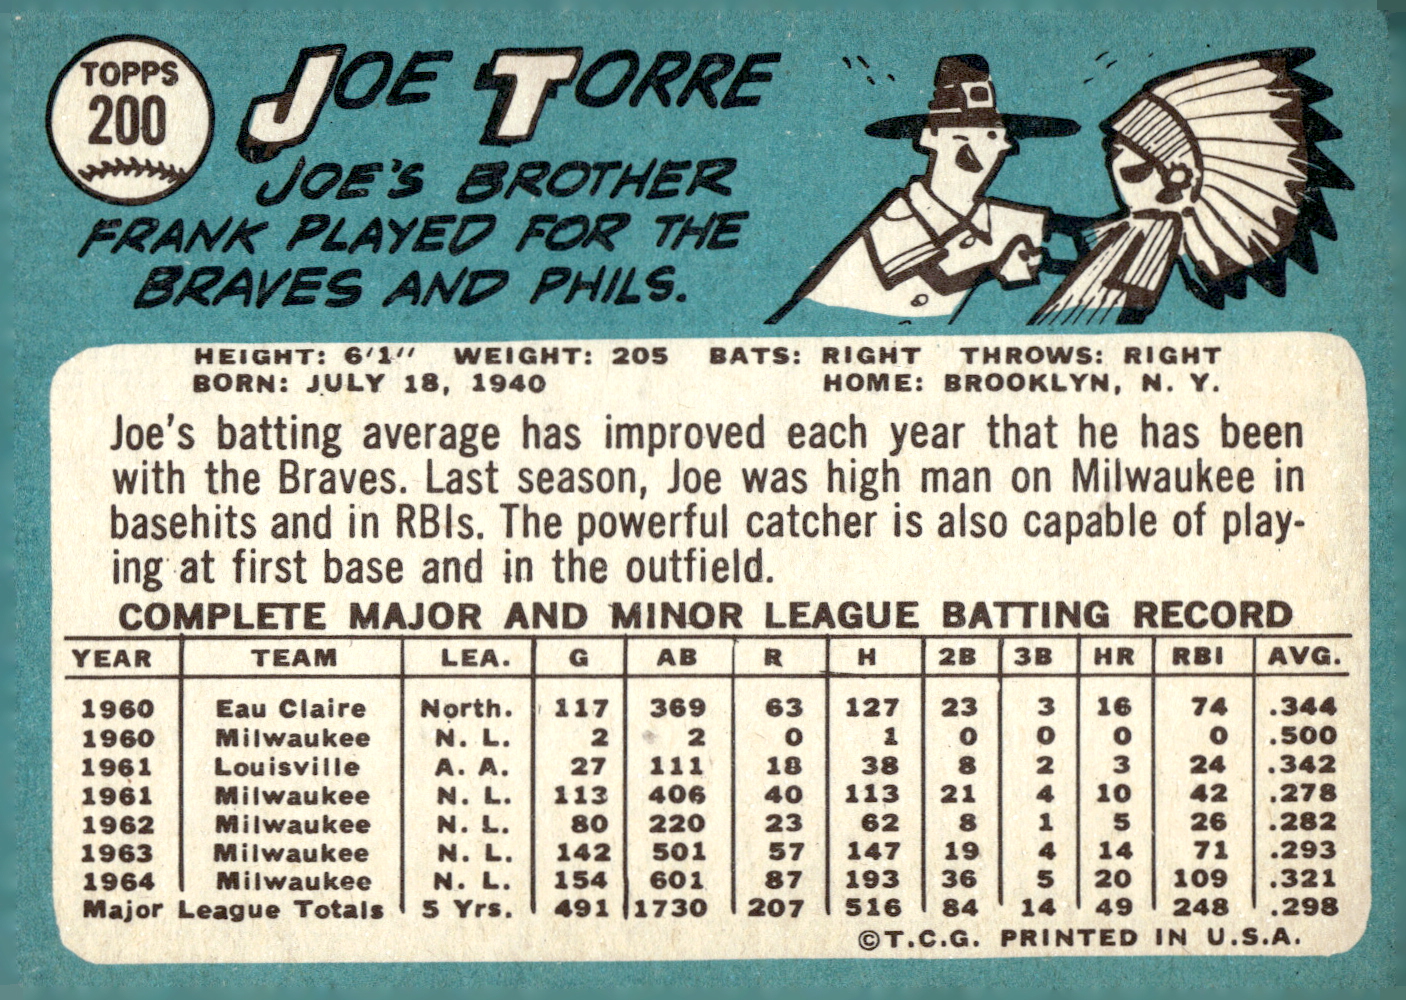 TOPPS
200
JOE TORRE
JOE'S BROTHER
FRANK PLAYED FOR THE
BRAVES AND PHILS.
HEIGHT: 6'1" WEIGHT: 205 BATS: RIGHT THROWS: RIGHT
BORN: JULY 18, 1940 HOME: BROOKLYN, N. Y.
Joe's batting average has improved each year that he has been
with the Braves. Last season, Joe was high man on Milwaukee in
basehits and in RBIs. The powerful catcher is also capable of play-
ing at first base and in the outfield.
COMPLETE MAJOR AND MINOR LEAGUE BATTING RECORD
YEAR TEAM LEA. G AB R H 2B 3B HR RBI AVG.
1960 Eau Claire North. 117 369 63 127 23 3 16 74 .344
1960 Milwaukee N. L. 2 2 0 1 0 0 0 0 .500
1961 Louisville A. A. 27 111 18 38 8 2 3 24 .342
1961 Milwaukee N. L. 113 406 40 113 21 4 10 42 .278
1962 Milwaukee N. L. 80 220 23 62 8 1 5 26 .282
1963 Milwaukee N. L. 142 501 57 147 19 4 14 71 .293
1964 Milwaukee N. L. 154 601 87 193 36 5 20 109 .321
Major League Totals 5 Yrs. 491 1730 207 516 84 14 49 248 .298
©T.C.G. PRINTED IN U.S.A.